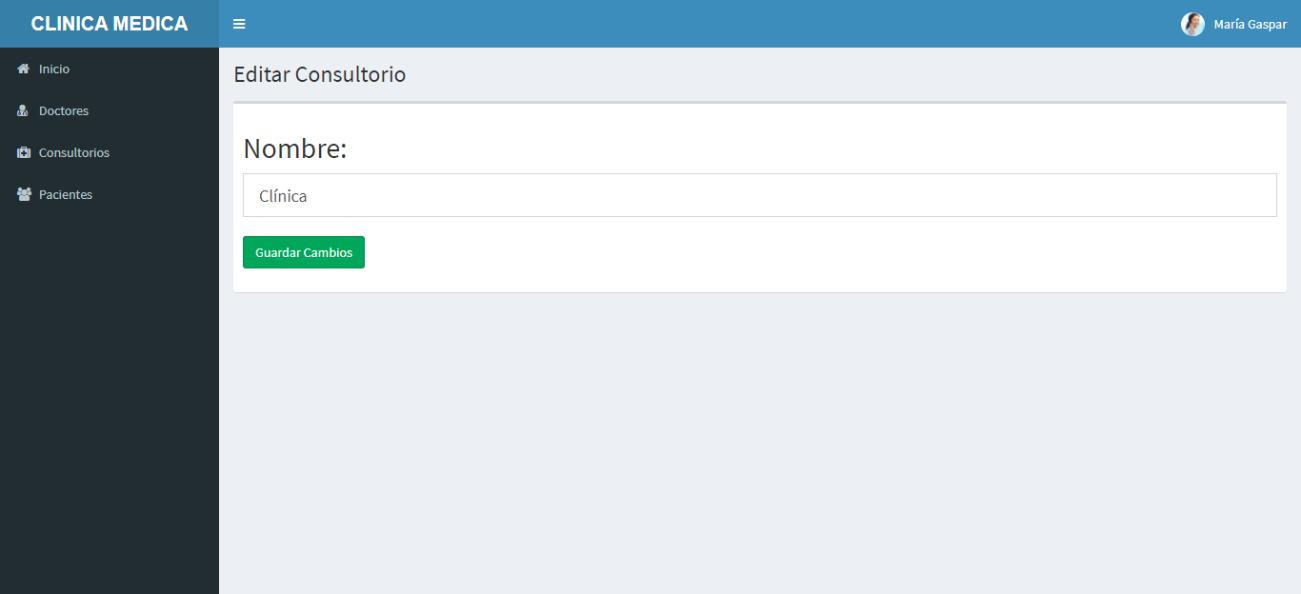 CLINICA MEDICA
María Gaspar
Inicio
Doctores
Consultorios
Pacientes
Editar Consultorio
Nombre:
Clínica
Guardar Cambios